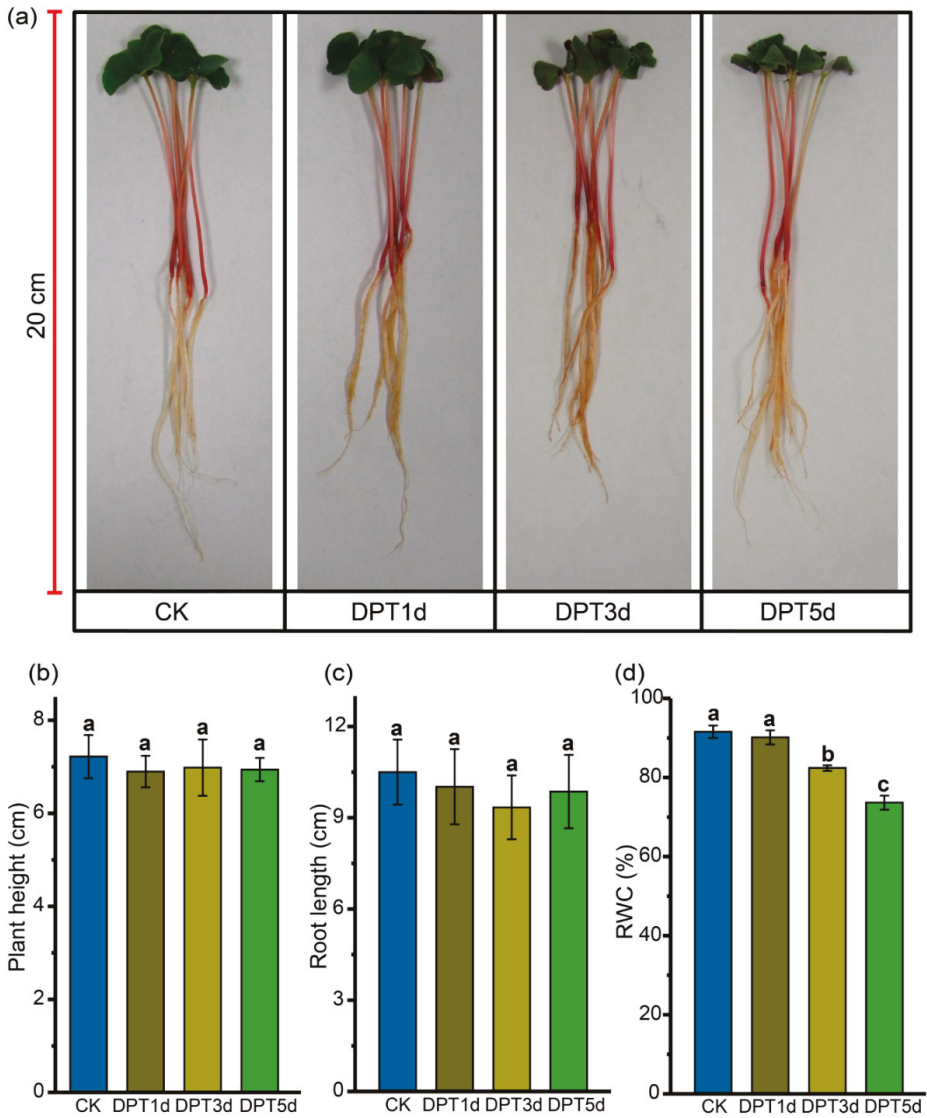 (a)
20 cm
CK DPT1d DPT3d DPT5d
(b)
Plant height (cm)
8
6
4
2
0
a a a a
CK DPT1d DPT3d DPT5d
(c)
Root length (cm)
12
9
6
3
0
a a a a
CK DPT1d DPT3d DPT5d
(d)
RWC (%)
100
80
60
40
20
0
a a b c
CK DPT1d DPT3d DPT5d